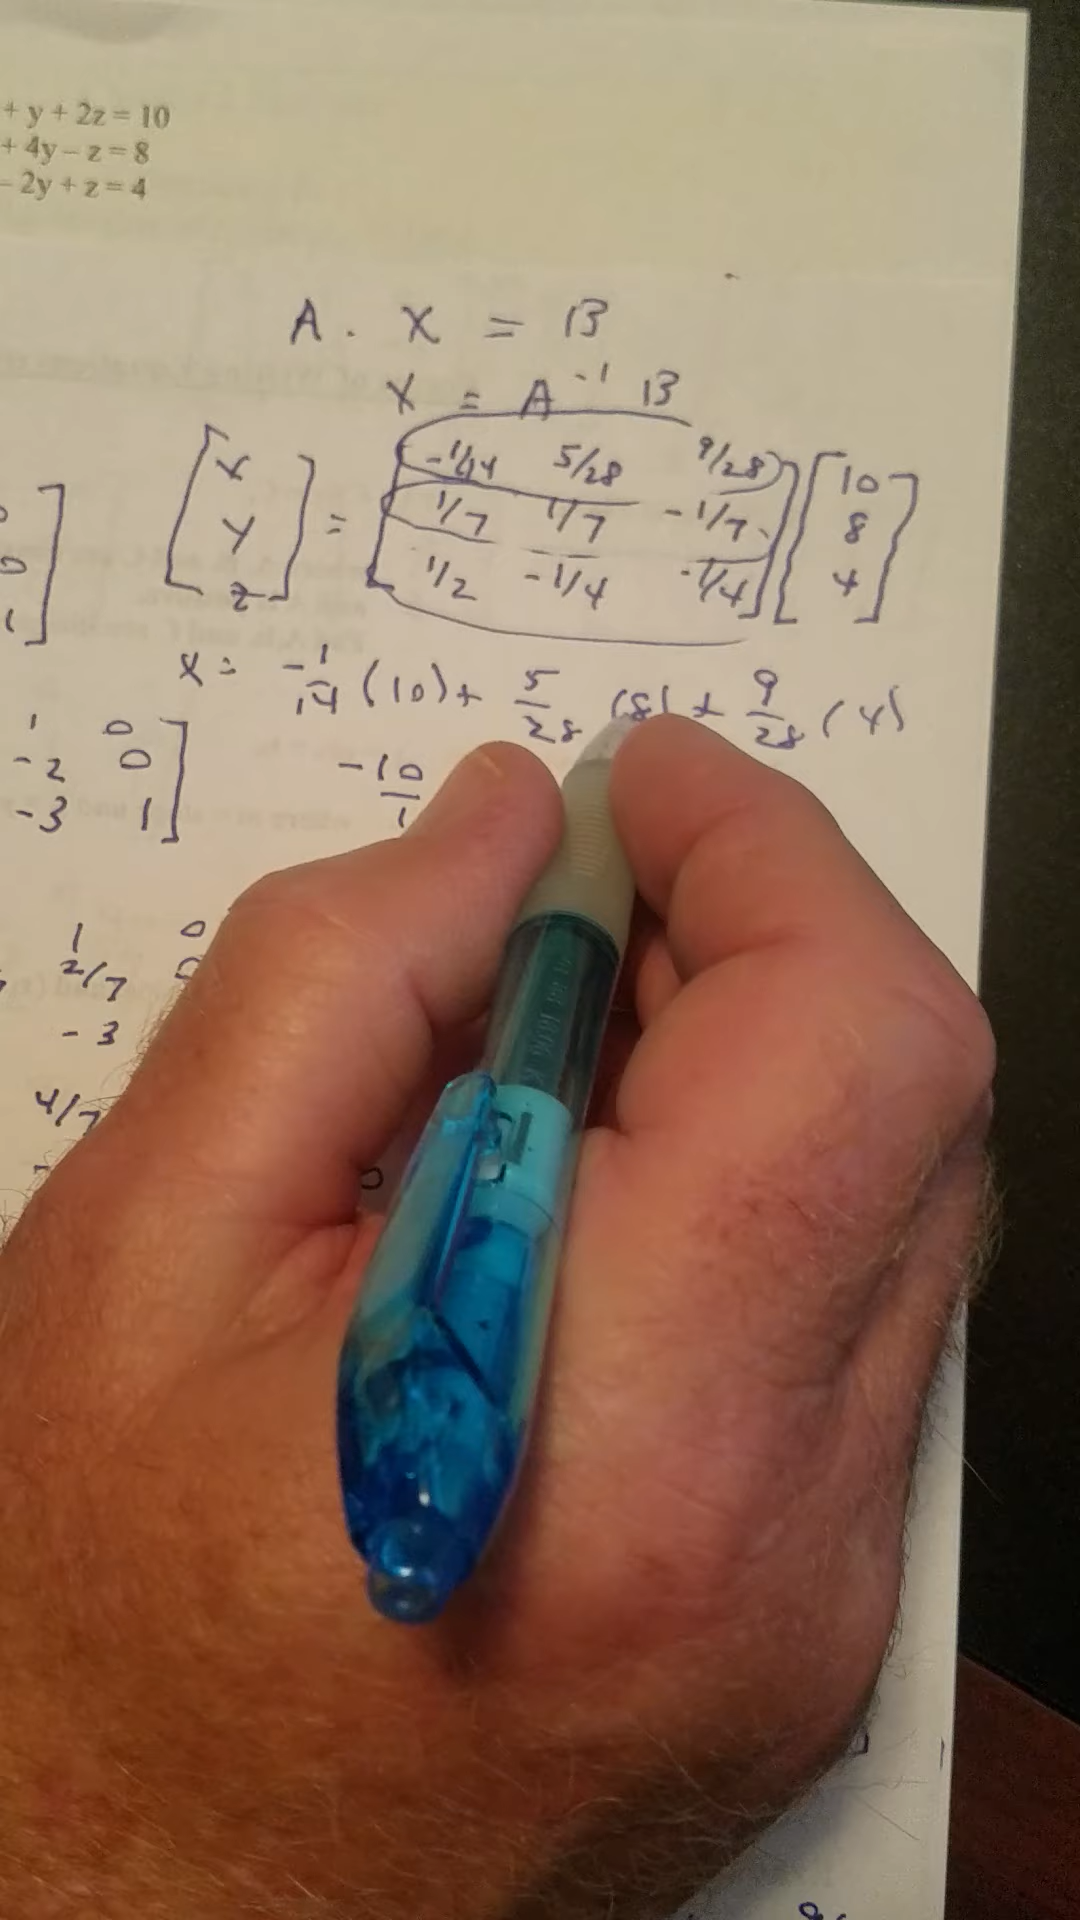 + y + 2z = 10
+ 4y – z = 8
– 2y + z = 4
A · X = B
X = A⁻¹ B
[x y z] = [-1/14 5/28 9/28] [10
1/7 1/7 -1/7 8
1/2 -1/4 -1/4] 4]
x = -1/14 (10) + 5/28 (8) + 9/28 (4)
1 0
-2 0
-3 1]
-10
1
1 0
2/7
-3
4/7